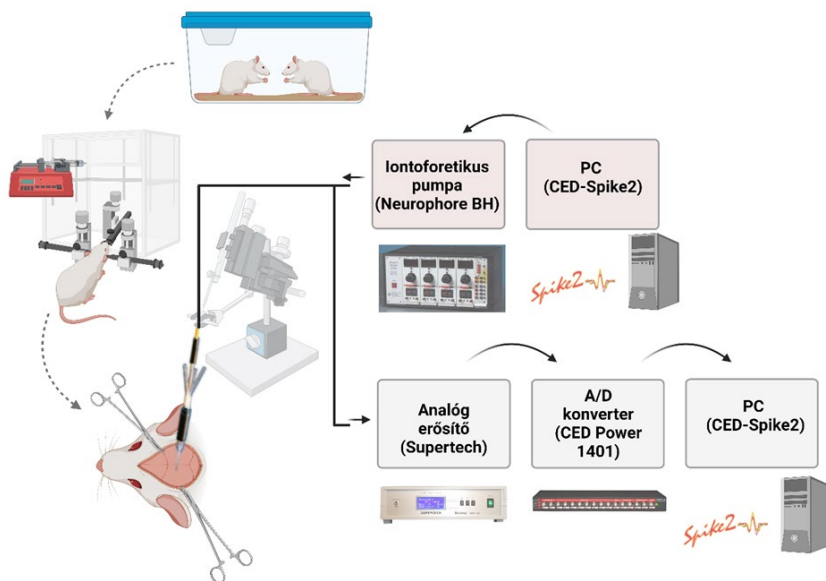 Iontoforetikus
pumpa
(Neurophore BH)
PC
(CED-Spike2)
Spike2
Analóg
erősítő
(Supertech)
A/D
konverter
(CED Power
1401)
PC
(CED-Spike2)
SUPERTECH
Spike2